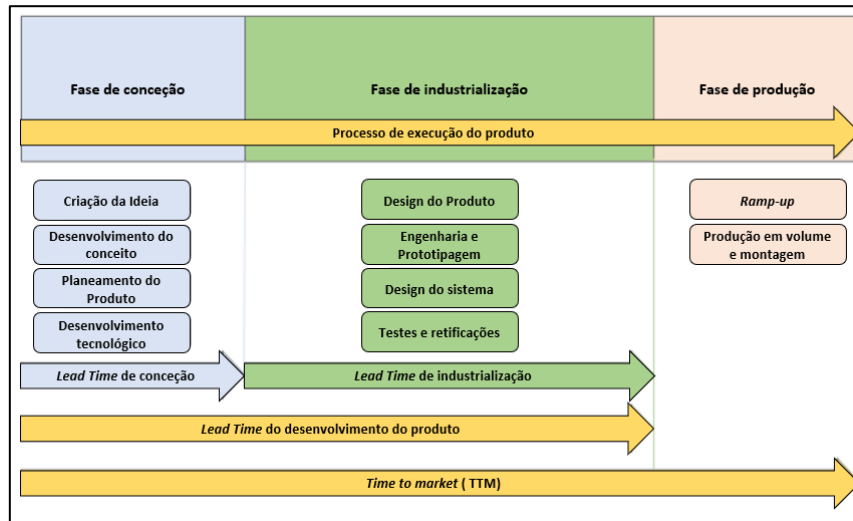 Fase de conceção
Fase de industrialização
Fase de produção
Processo de execução do produto
Criação da Ideia
Desenvolvimento do
conceito
Planeamento do
Produto
Desenvolvimento
tecnológico
Design do Produto
Engenharia e
Prototipagem
Design do sistema
Testes e retificações
Ramp-up
Produção em volume
e montagem
Lead Time de conceção
Lead Time de industrialização
Lead Time do desenvolvimento do produto
Time to market ( TTM)